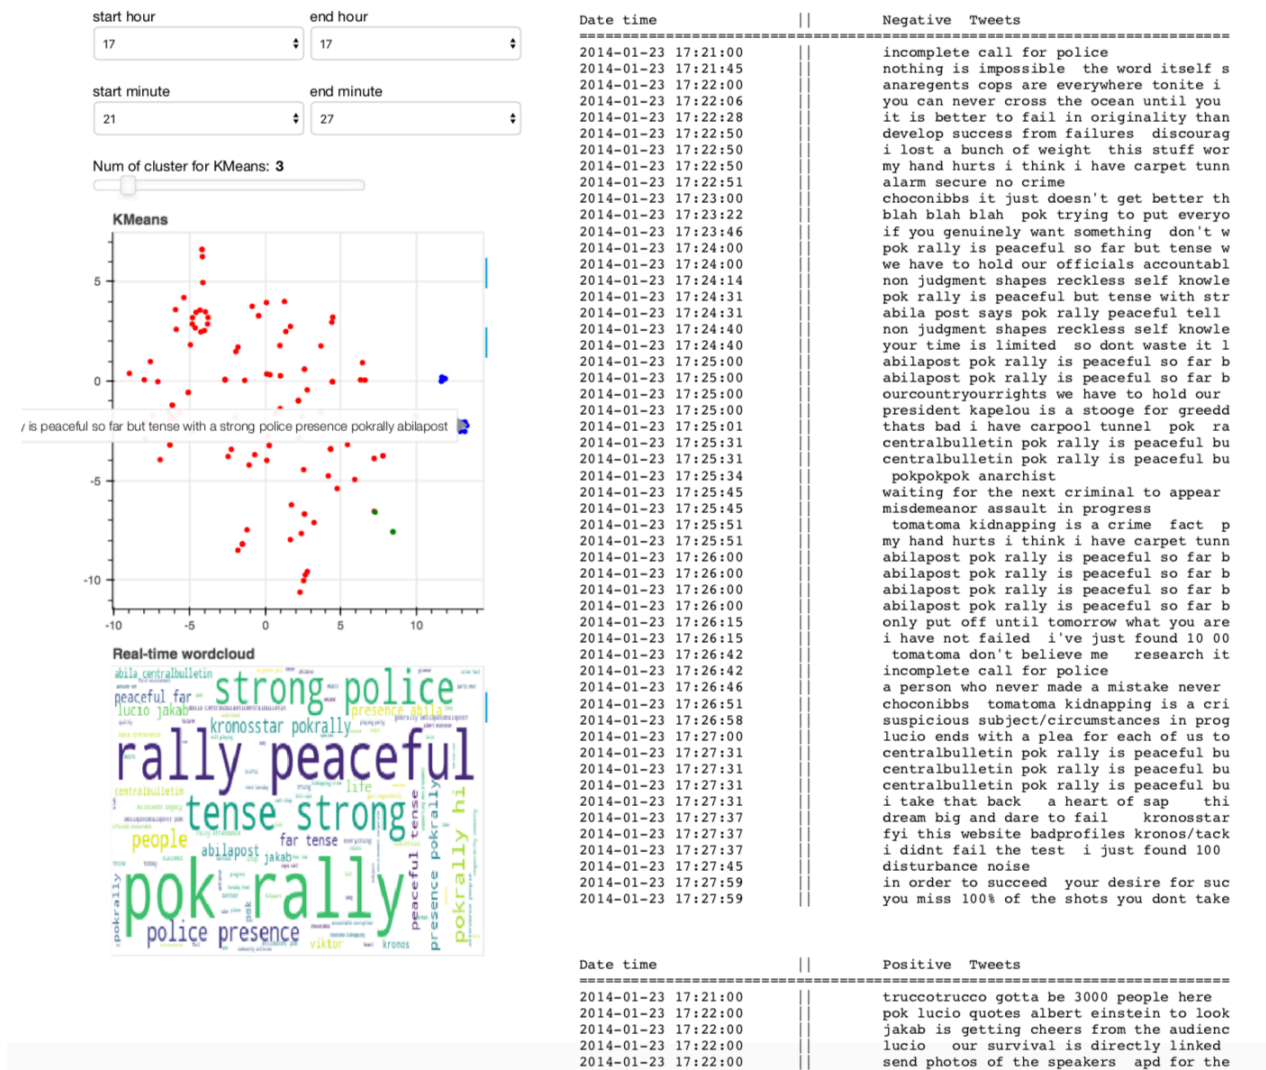 start hour
end hour
17
17
start minute
end minute
21
27
Num of cluster for KMeans: 3
KMeans
5
0
-5
-10
y is peaceful so far but tense with a strong police presence pokrally abilapost
-10 -5 0 5 10
Real-time wordcloud
abila centralbulletin
strong police
peaceful far
lucio jakab
presence abila
kronosstar pokrally
rally peaceful
centralbulletin
life
tense strong
people
far tense
abilapost
jakab
pok rally
police presence
viktor
kronos
pokrally
peaceful tense
presence pokrally
pokrally hi
Date time || Negative Tweets
==========================================================================
2014-01-23 17:21:00 || incomplete call for police
2014-01-23 17:21:45 || nothing is impossible the word itself s
2014-01-23 17:22:00 || anaregents cops are everywhere tonite i
2014-01-23 17:22:06 || you can never cross the ocean until you
2014-01-23 17:22:28 || it is better to fail in originality than
2014-01-23 17:22:50 || develop success from failures discourag
2014-01-23 17:22:50 || i lost a bunch of weight this stuff wor
2014-01-23 17:22:50 || my hand hurts i think i have carpet tunn
2014-01-23 17:22:51 || alarm secure no crime
2014-01-23 17:23:00 || choconibbs it just doesn't get better th
2014-01-23 17:23:22 || blah blah blah pok trying to put everyo
2014-01-23 17:23:46 || if you genuinely want something don't w
2014-01-23 17:24:00 || pok rally is peaceful so far but tense w
2014-01-23 17:24:00 || we have to hold our officials accountabl
2014-01-23 17:24:14 || non judgment shapes reckless self knowle
2014-01-23 17:24:31 || pok rally is peaceful but tense with str
2014-01-23 17:24:31 || abila post says pok rally peaceful tell
2014-01-23 17:24:40 || non judgment shapes reckless self knowle
2014-01-23 17:24:40 || your time is limited so dont waste it l
2014-01-23 17:25:00 || abilapost pok rally is peaceful so far b
2014-01-23 17:25:00 || abilapost pok rally is peaceful so far b
2014-01-23 17:25:00 || ourcountryourrights we have to hold our
2014-01-23 17:25:00 || president kapelou is a stooge for greedd
2014-01-23 17:25:01 || thats bad i have carpool tunnel pok ra
2014-01-23 17:25:31 || centralbulletin pok rally is peaceful bu
2014-01-23 17:25:31 || centralbulletin pok rally is peaceful bu
2014-01-23 17:25:34 || pokpokpok anarchist
2014-01-23 17:25:45 || waiting for the next criminal to appear
2014-01-23 17:25:45 || misdemeanor assault in progress
2014-01-23 17:25:51 || tomatoma kidnapping is a crime fact p
2014-01-23 17:25:51 || my hand hurts i think i have carpet tunn
2014-01-23 17:26:00 || abilapost pok rally is peaceful so far b
2014-01-23 17:26:00 || abilapost pok rally is peaceful so far b
2014-01-23 17:26:00 || abilapost pok rally is peaceful so far b
2014-01-23 17:26:00 || abilapost pok rally is peaceful so far b
2014-01-23 17:26:15 || only put off until tomorrow what you are
2014-01-23 17:26:15 || i have not failed i've just found 10 00
2014-01-23 17:26:42 || tomatoma don't believe me research it
2014-01-23 17:26:42 || incomplete call for police
2014-01-23 17:26:46 || a person who never made a mistake never
2014-01-23 17:26:51 || choconibbs tomatoma kidnapping is a cri
2014-01-23 17:26:58 || suspicious subject/circumstances in prog
2014-01-23 17:27:00 || lucio ends with a plea for each of us to
2014-01-23 17:27:31 || centralbulletin pok rally is peaceful bu
2014-01-23 17:27:31 || centralbulletin pok rally is peaceful bu
2014-01-23 17:27:31 || centralbulletin pok rally is peaceful bu
2014-01-23 17:27:31 || i take that back a heart of sap thi
2014-01-23 17:27:37 || dream big and dare to fail kronosstar
2014-01-23 17:27:37 || fyi this website badprofiles kronos/tack
2014-01-23 17:27:37 || i didnt fail the test i just found 100
2014-01-23 17:27:45 || disturbance noise
2014-01-23 17:27:59 || in order to succeed your desire for suc
2014-01-23 17:27:59 || you miss 100% of the shots you dont take
Date time || Positive Tweets
==========================================================================
2014-01-23 17:21:00 || truccotrucco gotta be 3000 people here
2014-01-23 17:22:00 || pok lucio quotes albert einstein to look
2014-01-23 17:22:00 || jakab is getting cheers from the audienc
2014-01-23 17:22:00 || lucio our survival is directly linked
2014-01-23 17:22:00 || send photos of the speakers apd for the